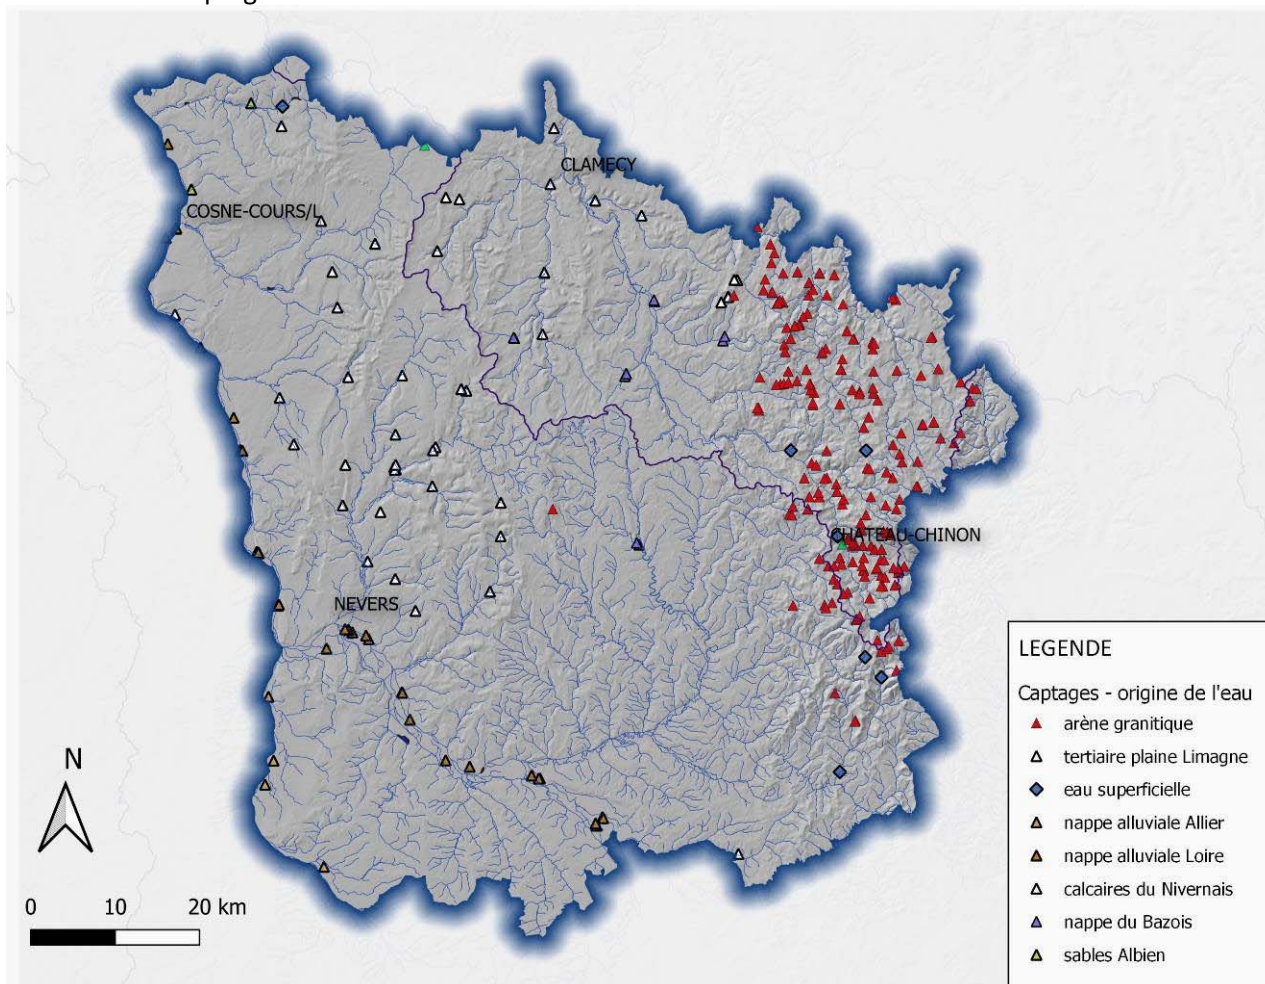 CLAMECY
COSNE-COURS/L
CHATEAU-CHINON
NEVERS
N
0 10 20 km
LEGENDE
Captages - origine de l'eau
arène granitique
tertiaire plaine Limagne
eau superficielle
nappe alluviale Allier
nappe alluviale Loire
calcaires du Nivernais
nappe du Bazois
sables Albien